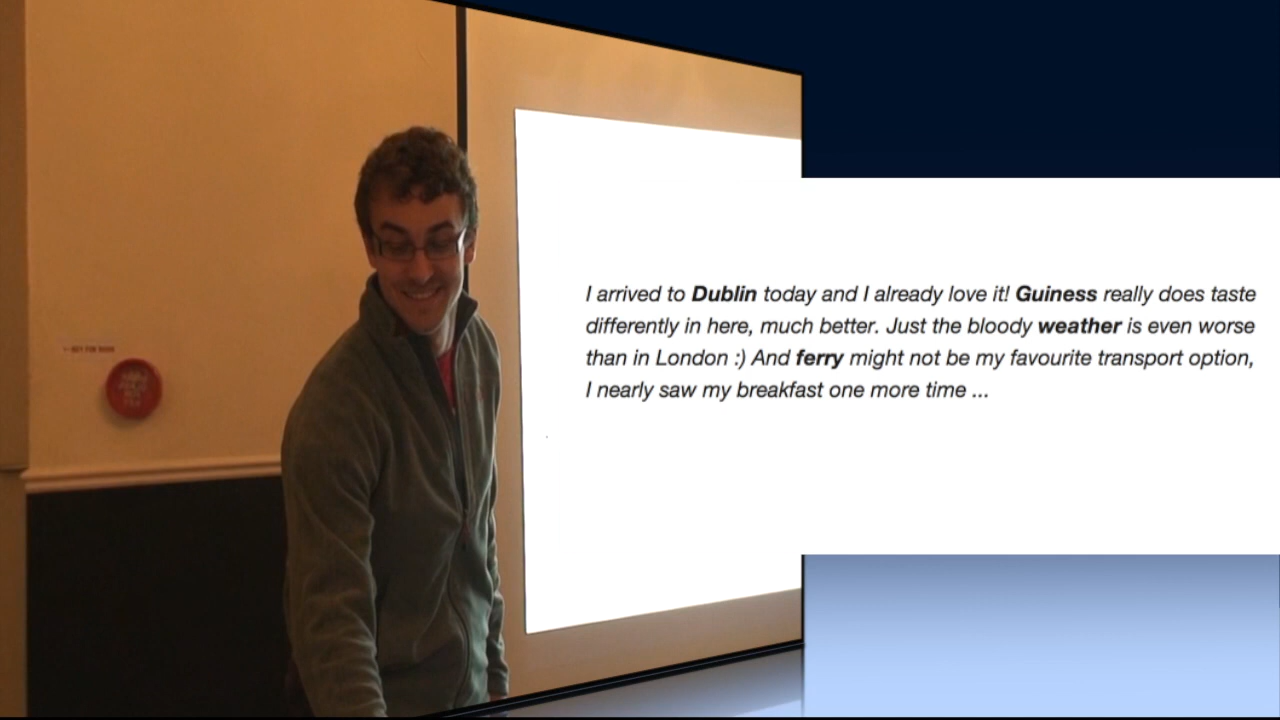 I arrived to Dublin today and I already love it! Guiness really does taste
differently in here, much better. Just the bloody weather is even worse
than in London :) And ferry might not be my favourite transport option,
I nearly saw my breakfast one more time ...